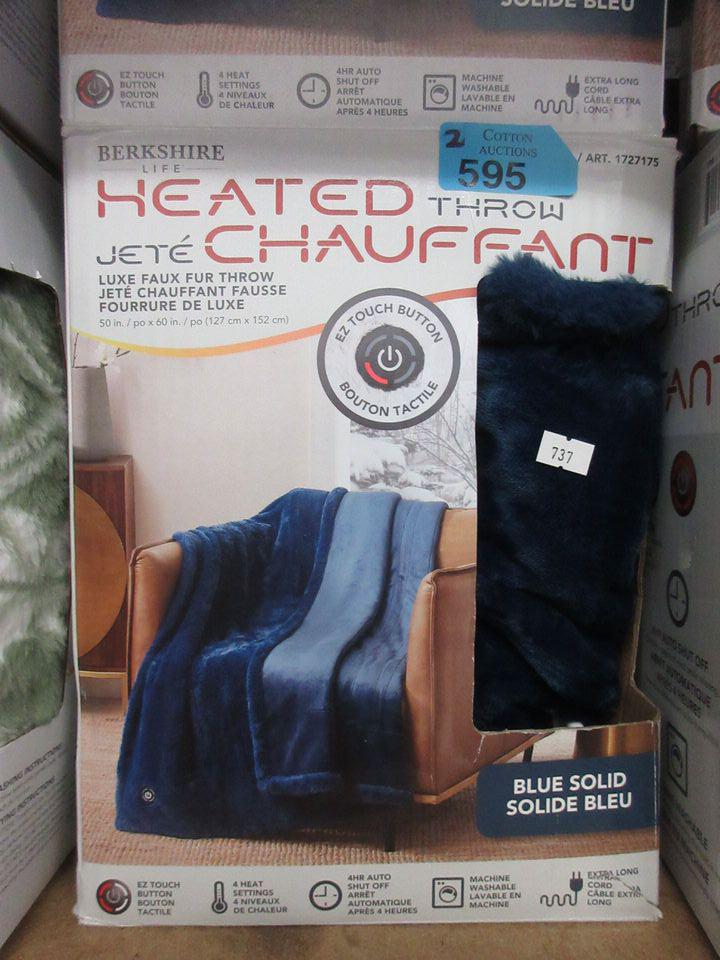 SOLIDE BLEU
EZ TOUCH
BUTTON
BOUTON
TACTILE
4 HEAT
SETTINGS
4 NIVEAUX
DE CHALEUR
4HR AUTO
SHUT OFF
ARRÊT
AUTOMATIQUE
APRÈS 4 HEURES
MACHINE
WASHABLE
LAVABLE EN
MACHINE
EXTRA LONG
CORD
CÂBLE EXTRA
LONG
BERKSHIRE
LIFE
2 COTTON
AUCTIONS
595
/ ART. 1727175
HEATED THROW
JETÉ CHAUFFANT
LUXE FAUX FUR THROW
JETÉ CHAUFFANT FAUSSE
FOURRURE DE LUXE
50 in. / po x 60 in. / po (127 cm x 152 cm)
EZ TOUCH BUTTON
BOUTON TACTILE
737
BLUE SOLID
SOLIDE BLEU
EZ TOUCH
BUTTON
BOUTON
TACTILE
4 HEAT
SETTINGS
4 NIVEAUX
DE CHALEUR
4HR AUTO
SHUT OFF
ARRÊT
AUTOMATIQUE
APRÈS 4 HEURES
MACHINE
WASHABLE
LAVABLE EN
MACHINE
EXTRA LONG
CORD
CÂBLE EXTRA
LONG
AUTO SHUT OFF